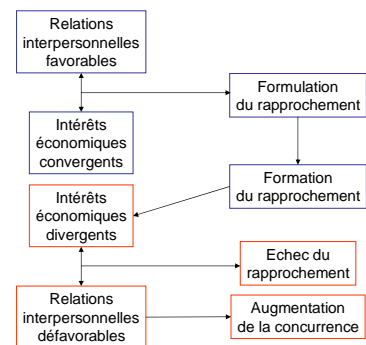 Relations
interpersonnelles
favorables
Formulation
du rapprochement
Intérêts
économiques
convergents
Formation
du rapprochement
Intérêts
économiques
divergents
Echec du
rapprochement
Relations
interpersonnelles
défavorables
Augmentation
de la concurrence